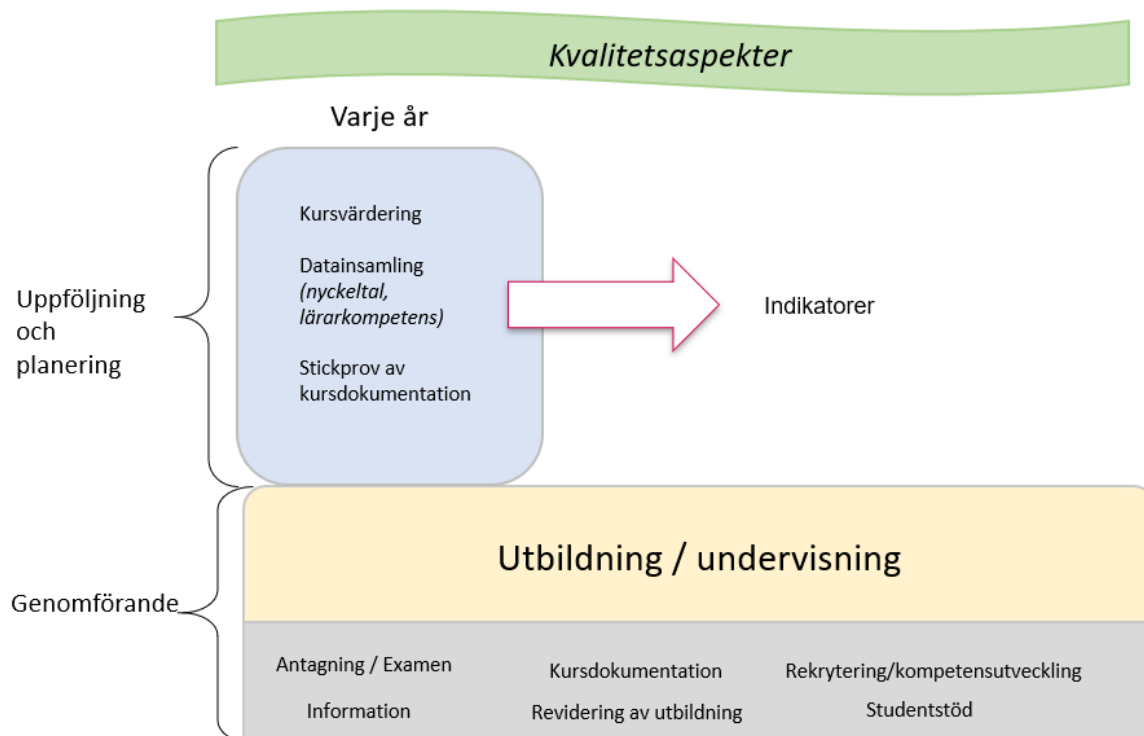 Kvalitetsaspekter
Varje år
Uppföljning
och
planering
Kursvärdering
Datainsamling
(nyckeltal,
lärarkompetens)
Stickprov av
kursdokumentation
Indikatorer
Genomförande
Utbildning / undervisning
Antagning / Examen
Kursdokumentation
Rekrytering/kompetensutveckling
Information
Revidering av utbildning
Studentstöd